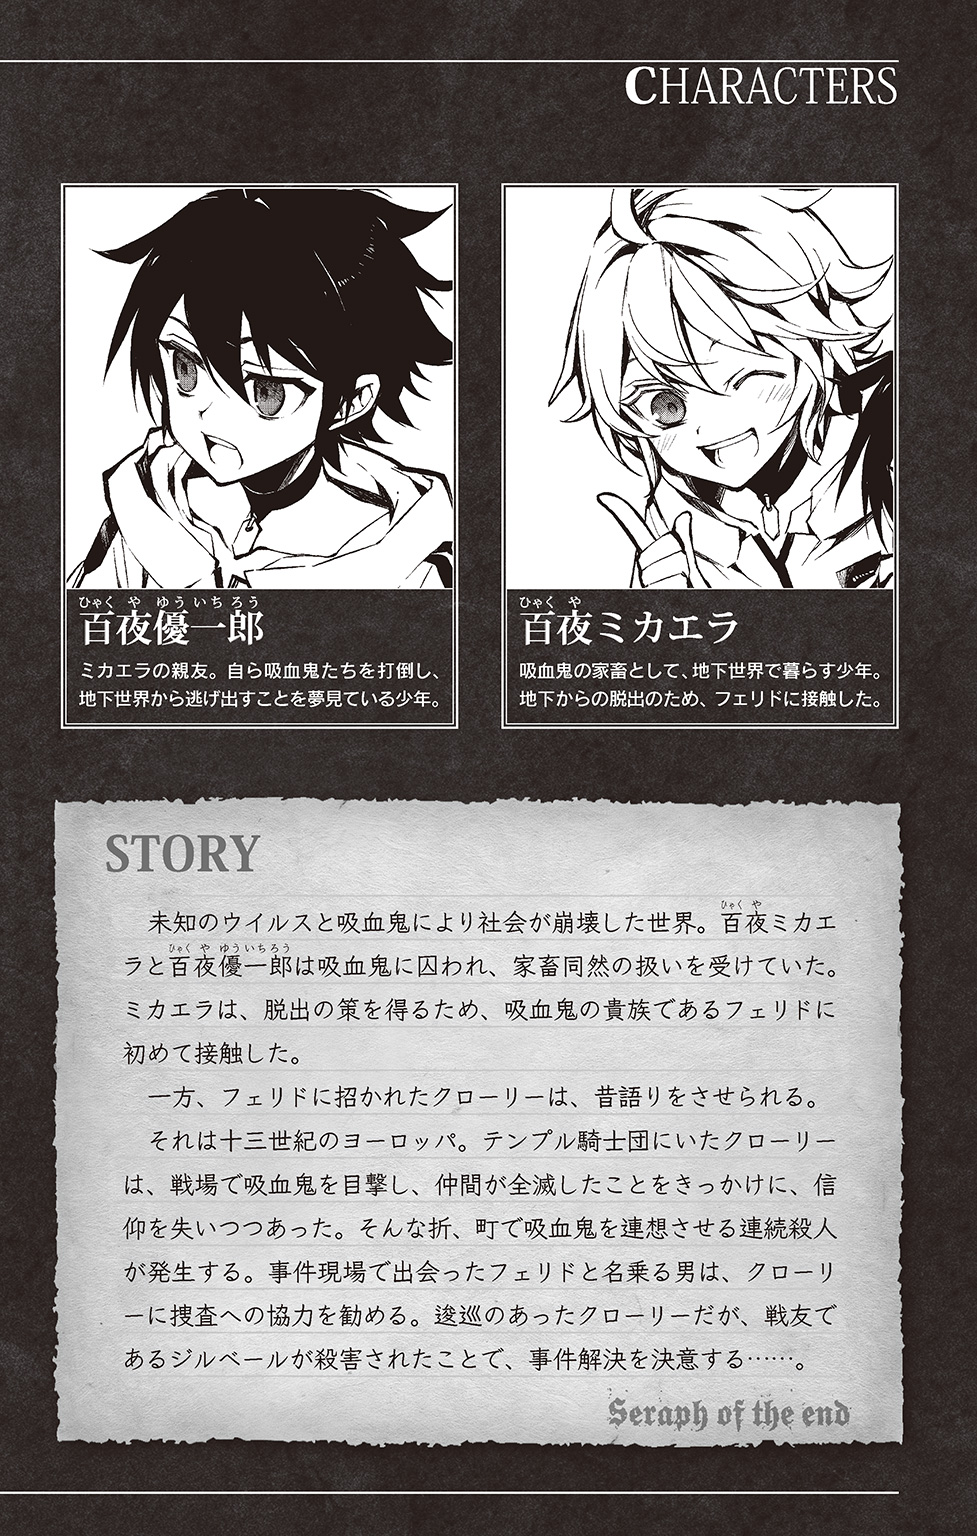 CHARACTERS
ひゃくやゆういちろう
百夜優一郎
ミカエラの親友。自ら吸血鬼たちを打倒し、
地下世界から逃げ出すことを夢見ている少年。
ひゃくや
百夜ミカエラ
吸血鬼の家畜として、地下世界で暮らす少年。
地下からの脱出のため、フェリドに接触した。
STORY
未知のウイルスと吸血鬼により社会が崩壊した世界。百夜ミカエ
ひゃくや
ラと百夜優一郎は吸血鬼に囚われ、家畜同然の扱いを受けていた。
ひゃくやゆういちろう
ミカエラは、脱出の策を得るため、吸血鬼の貴族であるフェリドに
初めて接触した。
一方、フェリドに招かれたクローリーは、昔語りをさせられる。
それは十三世紀のヨーロッパ。テンプル騎士団にいたクローリー
は、戦場で吸血鬼を目撃し、仲間が全滅したことをきっかけに、信
仰を失いつつあった。そんな折、町で吸血鬼を連想させる連続殺人
が発生する。事件現場で出会ったフェリドと名乗る男は、クローリ
ーに捜査への協力を勧める。逡巡のあったクローリーだが、戦友で
あるジルベールが殺害されたことで、事件解決を決意する……。
Seraph of the end